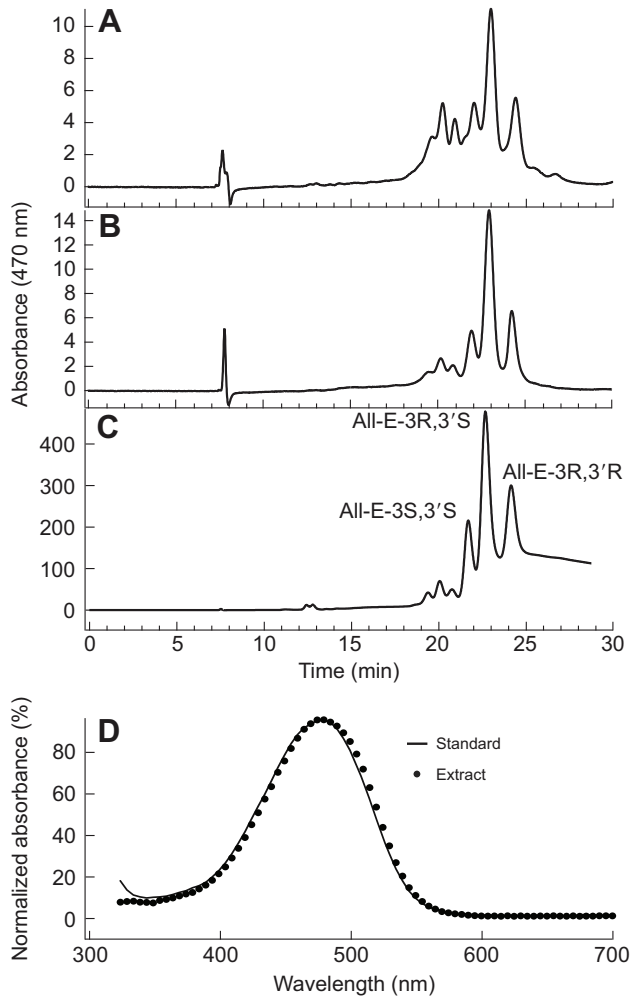 A
10
8
6
4
2
0
B
14
12
10
8
6
4
2
0
Absorbance (470 nm)
C
All-E-3R,3′S
All-E-3R,3′R
All-E-3S,3′S
400
300
200
100
0
0 5 10 15 20 25 30
Time (min)
D
Normalized absorbance (%)
80
60
40
20
0
Standard
Extract
300 400 500 600 700
Wavelength (nm)